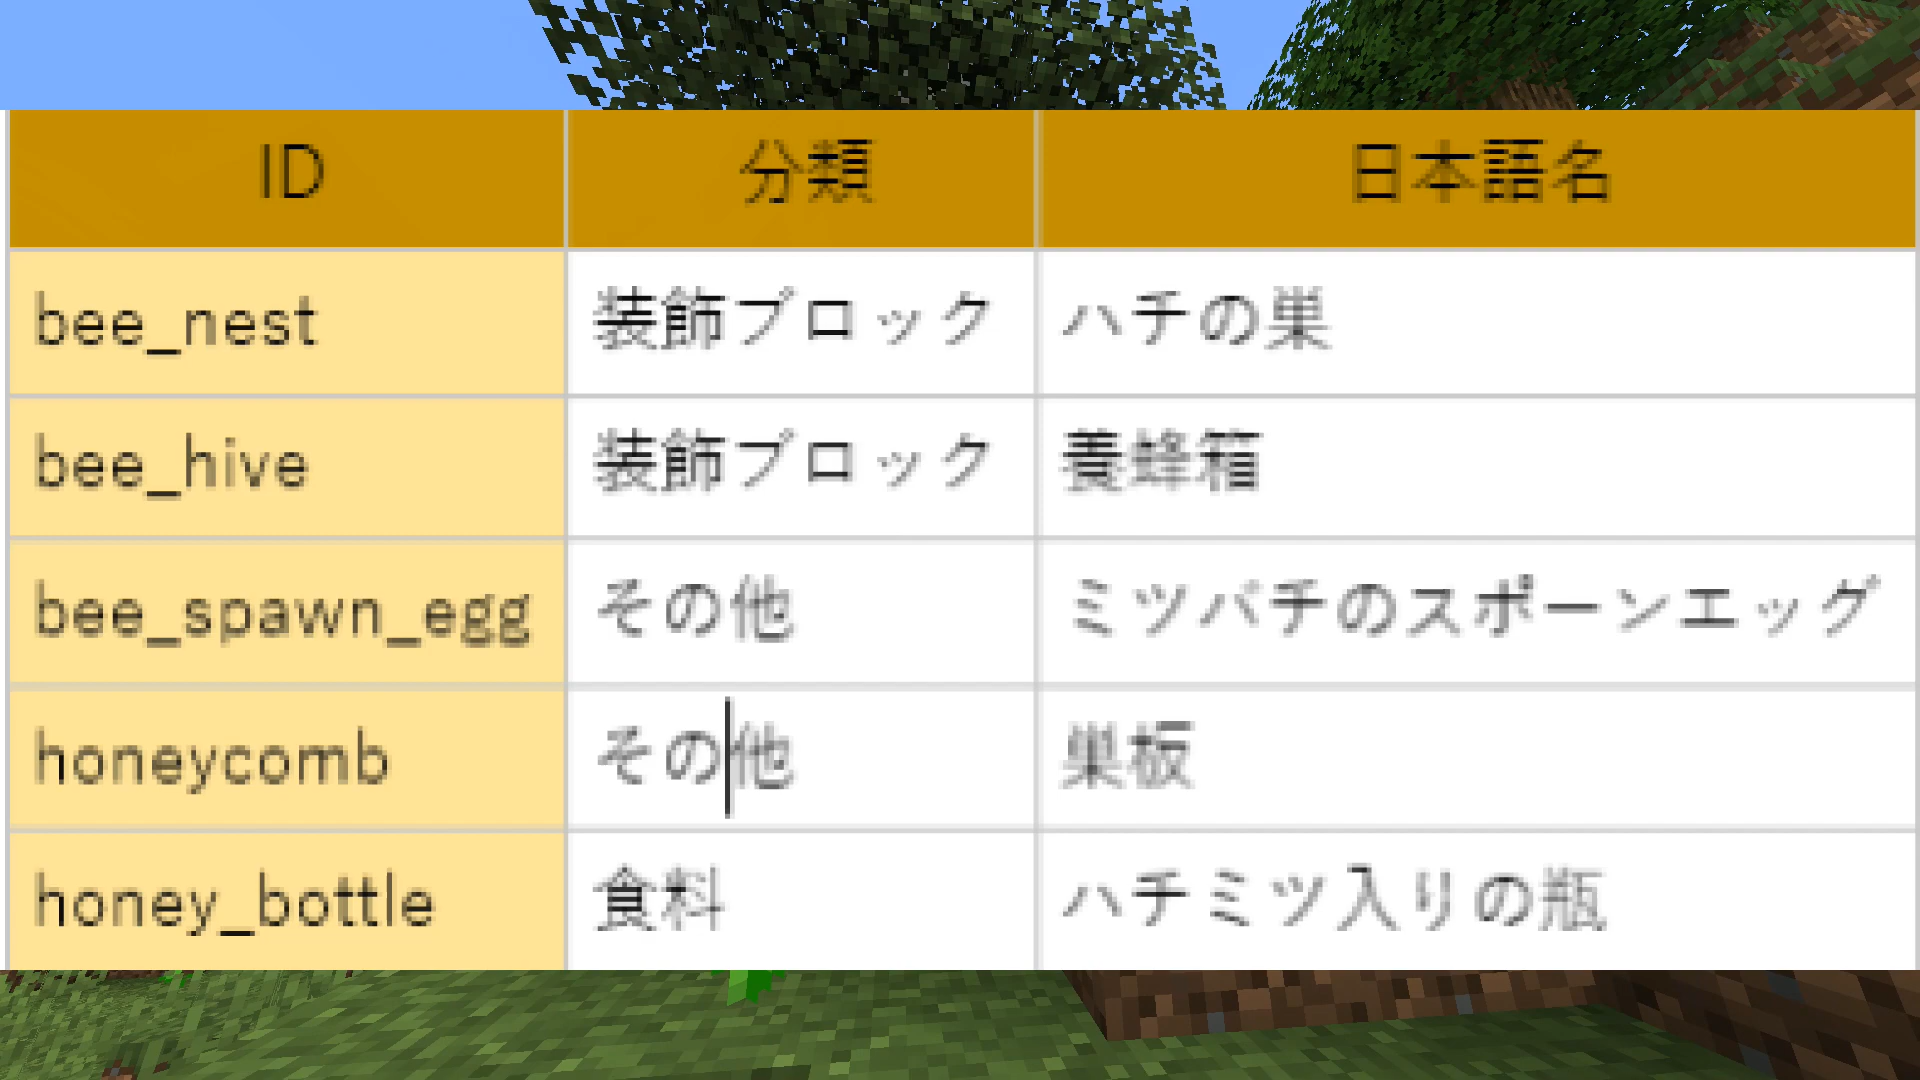 ID 分類 日本語名
bee_nest 装飾ブロック ハチの巣
bee_hive 装飾ブロック 養蜂箱
bee_spawn_egg その他 ミツバチのスポーンエッグ
honeycomb その他 巣板
honey_bottle 食料 ハチミツ入りの瓶